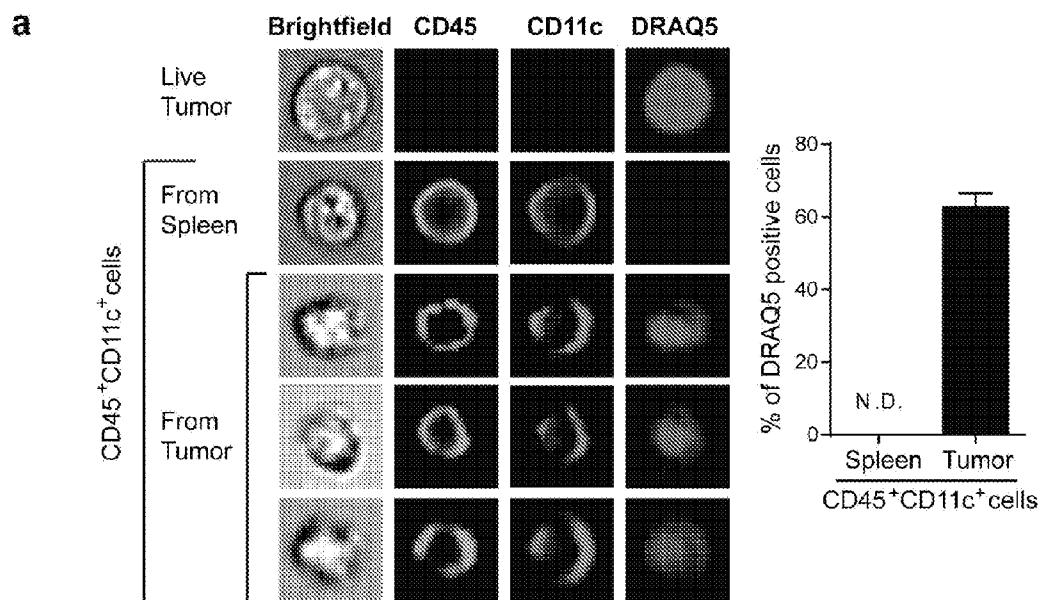 a
Brightfield CD45 CD11c DRAQ5
Live
Tumor
From
Spleen
CD45⁺CD11c⁺cells
From
Tumor
% of DRAQ5 positive cells
80
60
40
20
0
N.D.
Spleen Tumor
CD45⁺CD11c⁺cells